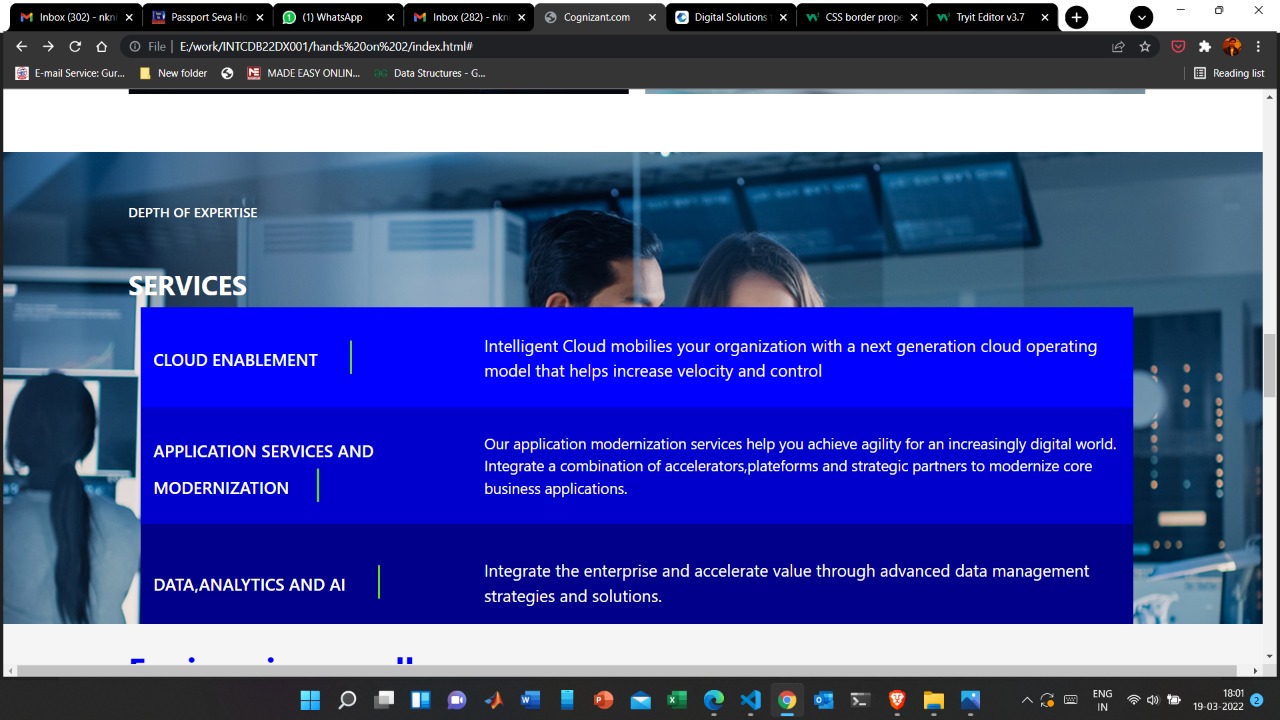 Inbox (302) - nkni
Passport Seva Ho
(1) WhatsApp
Inbox (282) - nkni
Cognizant.com
Digital Solutions
CSS border prope
Tryit Editor v3.7
File | E:/work/INTCDB22DX001/hands%20on%202/index.html#
E-mail Service: Gur...
New folder
MADE EASY ONLIN...
Data Structures - G...
Reading list
DEPTH OF EXPERTISE
SERVICES
CLOUD ENABLEMENT
Intelligent Cloud mobilies your organization with a next generation cloud operating
model that helps increase velocity and control
APPLICATION SERVICES AND
MODERNIZATION
Our application modernization services help you achieve agility for an increasingly digital world.
Integrate a combination of accelerators,plateforms and strategic partners to modernize core
business applications.
DATA,ANALYTICS AND AI
Integrate the enterprise and accelerate value through advanced data management
strategies and solutions.
ENG
IN
18:01
19-03-2022
2